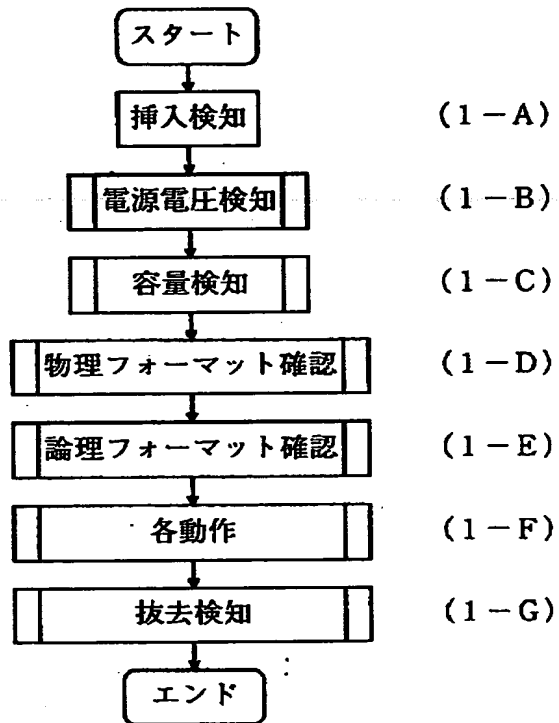 スタート
挿入検知 (1-A)
電源電圧検知 (1-B)
容量検知 (1-C)
物理フォーマット確認 (1-D)
論理フォーマット確認 (1-E)
各動作 (1-F)
抜去検知 (1-G)
エンド